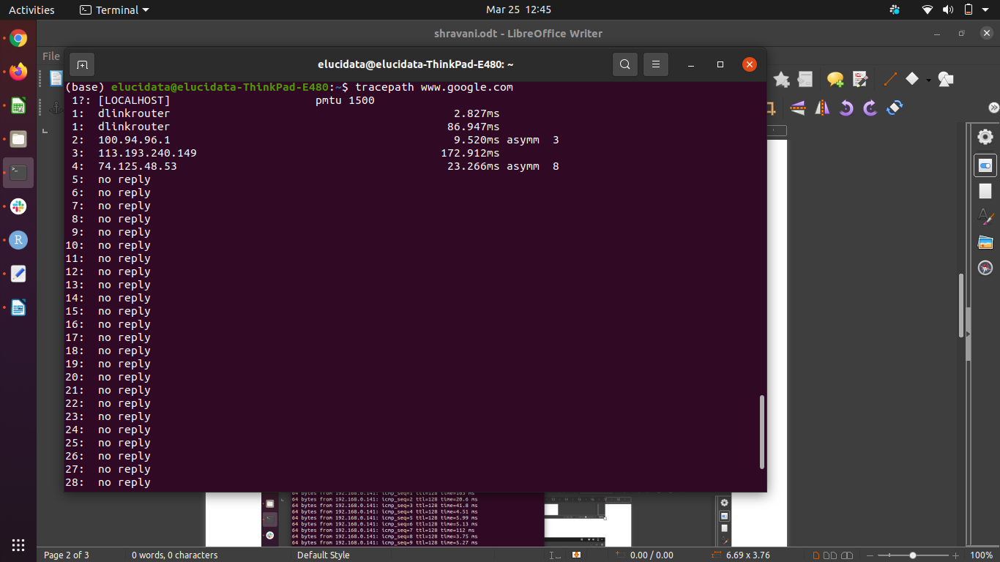 Activities
Terminal
Mar 25 12:45
shravani.odt - LibreOffice Writer
File
elucidata@elucidata-ThinkPad-E480: ~
(base) elucidata@elucidata-ThinkPad-E480:~$ tracepath www.google.com
1?: [LOCALHOST] pmtu 1500
1: dlinkrouter 2.827ms
1: dlinkrouter 86.947ms
2: 100.94.96.1 9.520ms asymm 3
3: 113.193.240.149 172.912ms
4: 74.125.48.53 23.266ms asymm 8
5: no reply
6: no reply
7: no reply
8: no reply
9: no reply
10: no reply
11: no reply
12: no reply
13: no reply
14: no reply
15: no reply
16: no reply
17: no reply
18: no reply
19: no reply
20: no reply
21: no reply
22: no reply
23: no reply
24: no reply
25: no reply
26: no reply
27: no reply
28: no reply
64 bytes from 192.168.0.141: icmp_seq=2 ttl=128 time=20.6 ms
64 bytes from 192.168.0.141: icmp_seq=3 ttl=128 time=41.8 ms
64 bytes from 192.168.0.141: icmp_seq=4 ttl=128 time=4.51 ms
64 bytes from 192.168.0.141: icmp_seq=5 ttl=128 time=5.99 ms
64 bytes from 192.168.0.141: icmp_seq=6 ttl=128 time=5.13 ms
64 bytes from 192.168.0.141: icmp_seq=7 ttl=128 time=112 ms
64 bytes from 192.168.0.141: icmp_seq=8 ttl=128 time=3.75 ms
64 bytes from 192.168.0.141: icmp_seq=9 ttl=128 time=5.27 ms
Page 2 of 3
0 words, 0 characters
Default Style
0.00 / 0.00
6.69 x 3.76
100%